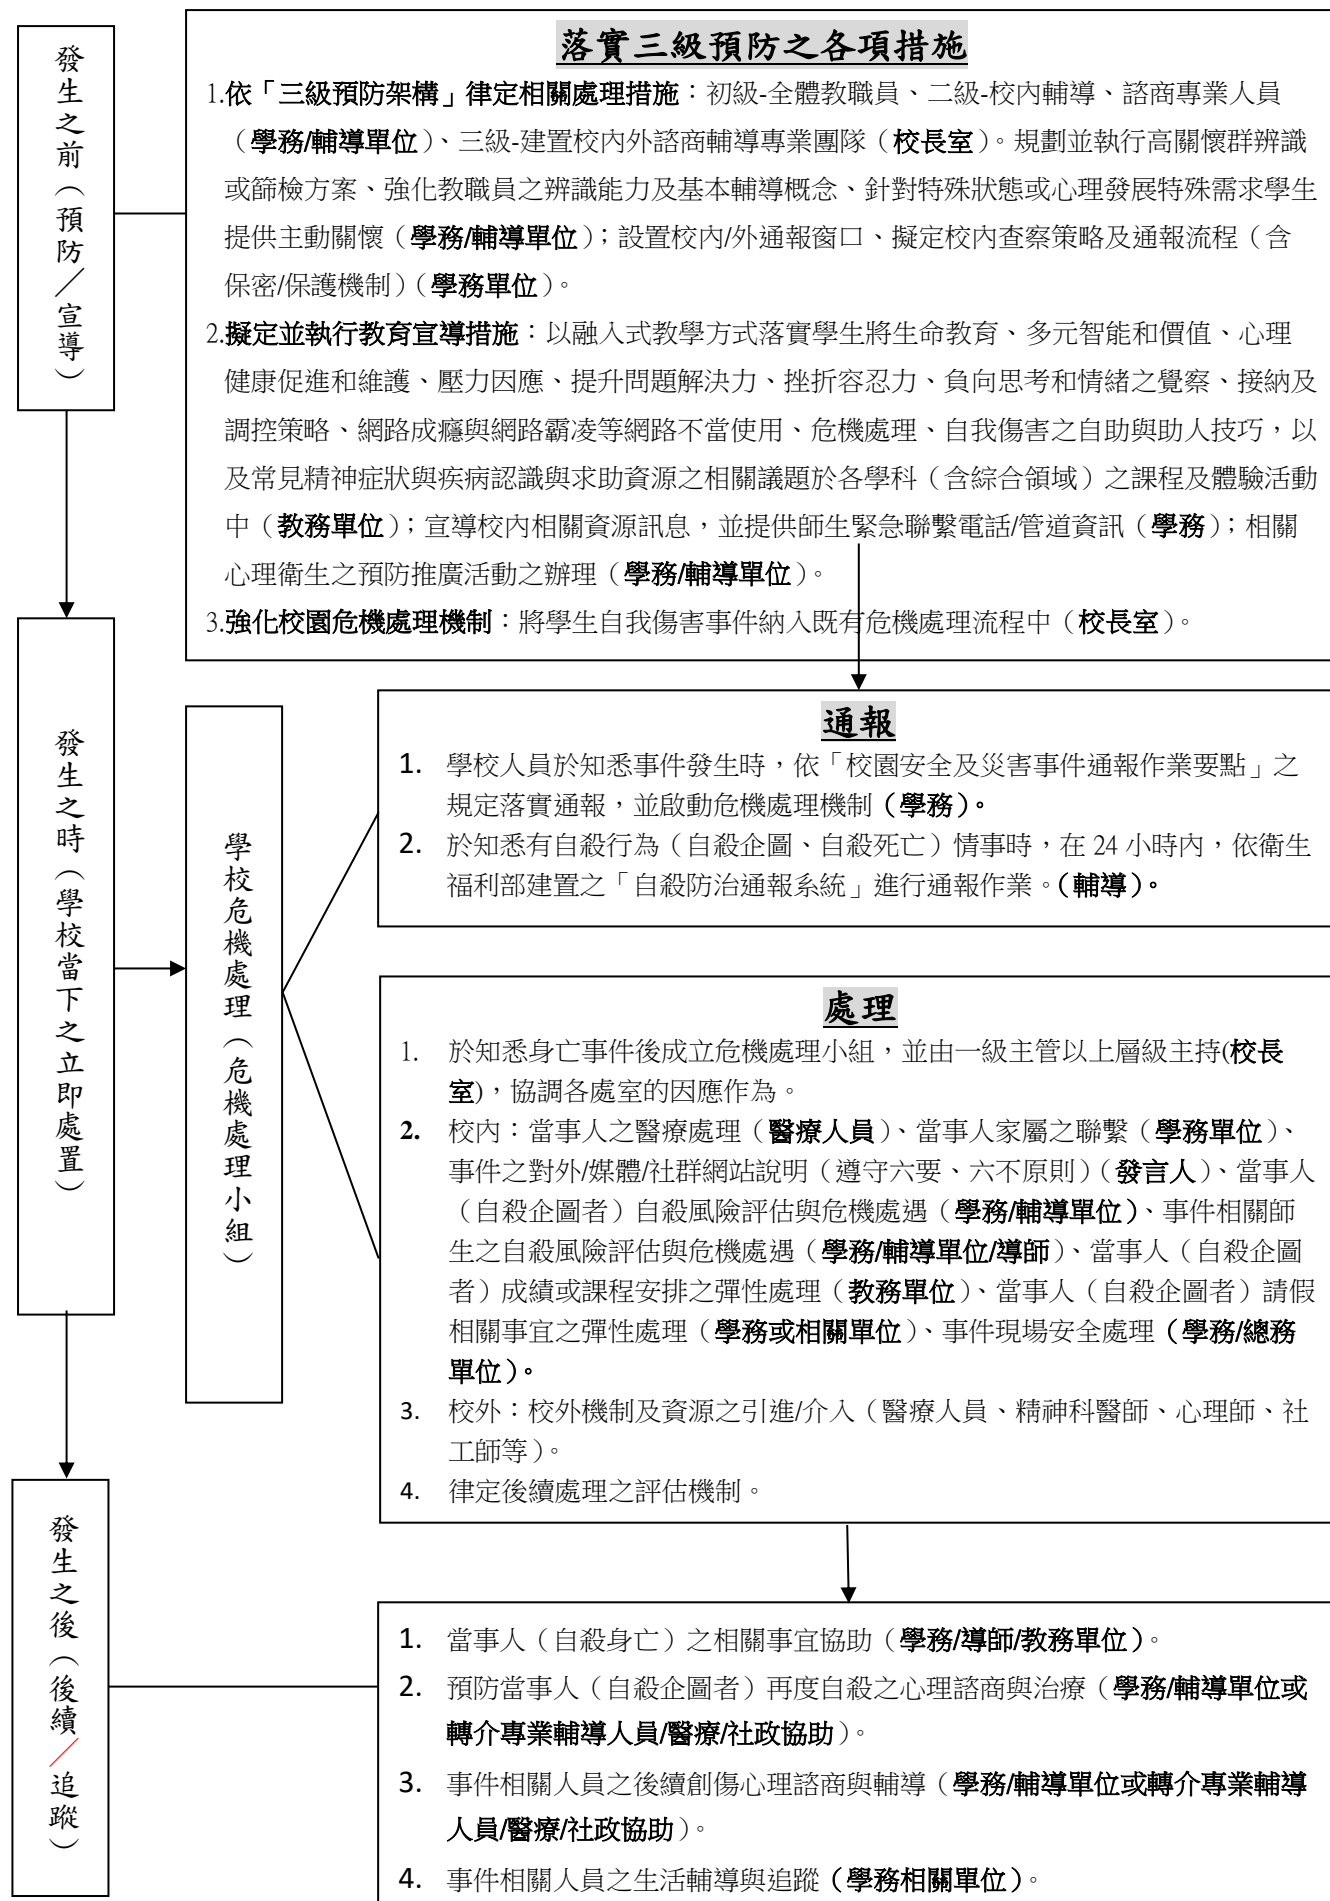 發生之前（預防／宣導）
落實三級預防之各項措施
1.依「三級預防架構」律定相關處理措施：初級-全體教職員、二級-校內輔導、諮商專業人員
（學務/輔導單位）、三級-建置校內外諮商輔導專業團隊（校長室）。規劃並執行高關懷群辨識
或篩檢方案、強化教職員之辨識能力及基本輔導概念、針對特殊狀態或心理發展特殊需求學生
提供主動關懷（學務/輔導單位）；設置校內/外通報窗口、擬定校內查察策略及通報流程（含
保密/保護機制）（學務單位）。
2.擬定並執行教育宣導措施：以融入式教學方式落實學生將生命教育、多元智能和價值、心理
健康促進和維護、壓力因應、提升問題解決力、挫折容忍力、負向思考和情緒之覺察、接納及
調控策略、網路成癮與網路霸凌等網路不當使用、危機處理、自我傷害之自助與助人技巧，以
及常見精神症狀與疾病認識與求助資源之相關議題於各學科（含綜合領域）之課程及體驗活動
中（教務單位）；宣導校內相關資源訊息，並提供師生緊急聯繫電話/管道資訊（學務）；相關
心理衛生之預防推廣活動之辦理（學務/輔導單位）。
3.強化校園危機處理機制：將學生自我傷害事件納入既有危機處理流程中（校長室）。
發生之時（學校當下之立即處置）
學校危機處理（危機處理小組）
通報
1. 學校人員於知悉事件發生時，依「校園安全及災害事件通報作業要點」之
規定落實通報，並啟動危機處理機制（學務）。
2. 於知悉有自殺行為（自殺企圖、自殺死亡）情事時，在 24 小時內，依衛生
福利部建置之「自殺防治通報系統」進行通報作業。（輔導）。
處理
1. 於知悉身亡事件後成立危機處理小組，並由一級主管以上層級主持(校長
室)，協調各處室的因應作為。
2. 校內：當事人之醫療處理（醫療人員）、當事人家屬之聯繫（學務單位）、
事件之對外/媒體/社群網站說明（遵守六要、六不原則）（發言人）、當事人
（自殺企圖者）自殺風險評估與危機處遇（學務/輔導單位）、事件相關師
生之自殺風險評估與危機處遇（學務/輔導單位/導師）、當事人（自殺企圖
者）成績或課程安排之彈性處理（教務單位）、當事人（自殺企圖者）請假
相關事宜之彈性處理（學務或相關單位）、事件現場安全處理（學務/總務
單位）。
3. 校外：校外機制及資源之引進/介入（醫療人員、精神科醫師、心理師、社
工師等）。
4. 律定後續處理之評估機制。
發生之後（後續／追蹤）
1. 當事人（自殺身亡）之相關事宜協助（學務/導師/教務單位）。
2. 預防當事人（自殺企圖者）再度自殺之心理諮商與治療（學務/輔導單位或
轉介專業輔導人員/醫療/社政協助）。
3. 事件相關人員之後續創傷心理諮商與輔導（學務/輔導單位或轉介專業輔導
人員/醫療/社政協助）。
4. 事件相關人員之生活輔導與追蹤（學務相關單位）。